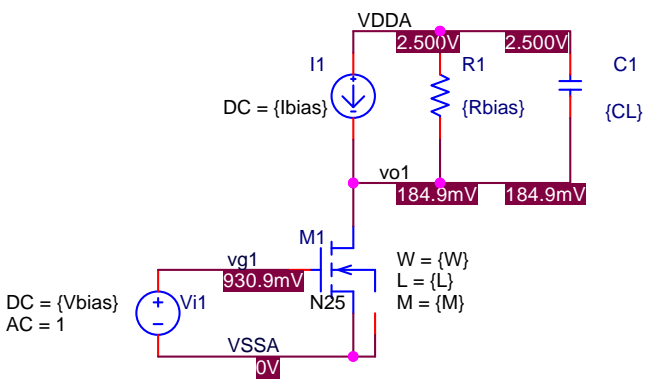 VDDA
2.500V 2.500V
I1 R1 C1
DC = {Ibias} {Rbias} {CL}
vo1
184.9mV 184.9mV
M1
vg1
930.9mV
W = {W}
L = {L}
M = {M}
N25
DC = {Vbias}
AC = 1
Vi1
VSSA
0V